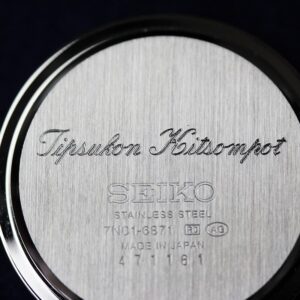 Tipsukon Kitsompot
SEIKO
STAINLESS STEEL
7N01-6871
MADE IN JAPAN
471161